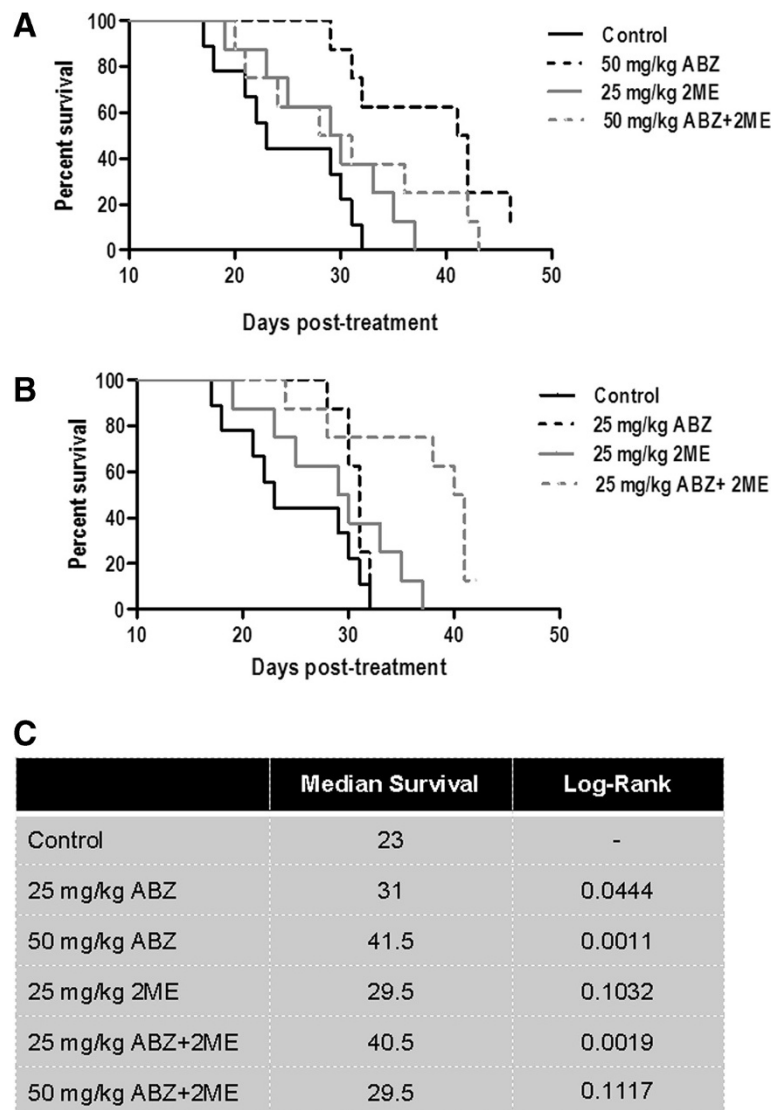 A
Percent survival
100
80
60
40
20
0
10 20 30 40 50
Days post-treatment
Control
50 mg/kg ABZ
25 mg/kg 2ME
50 mg/kg ABZ+2ME
B
Percent survival
100
80
60
40
20
0
10 20 30 40 50
Days post-treatment
Control
25 mg/kg ABZ
25 mg/kg 2ME
25 mg/kg ABZ+ 2ME
C
Median Survival Log-Rank
Control 23 -
25 mg/kg ABZ 31 0.0444
50 mg/kg ABZ 41.5 0.0011
25 mg/kg 2ME 29.5 0.1032
25 mg/kg ABZ+2ME 40.5 0.0019
50 mg/kg ABZ+2ME 29.5 0.1117